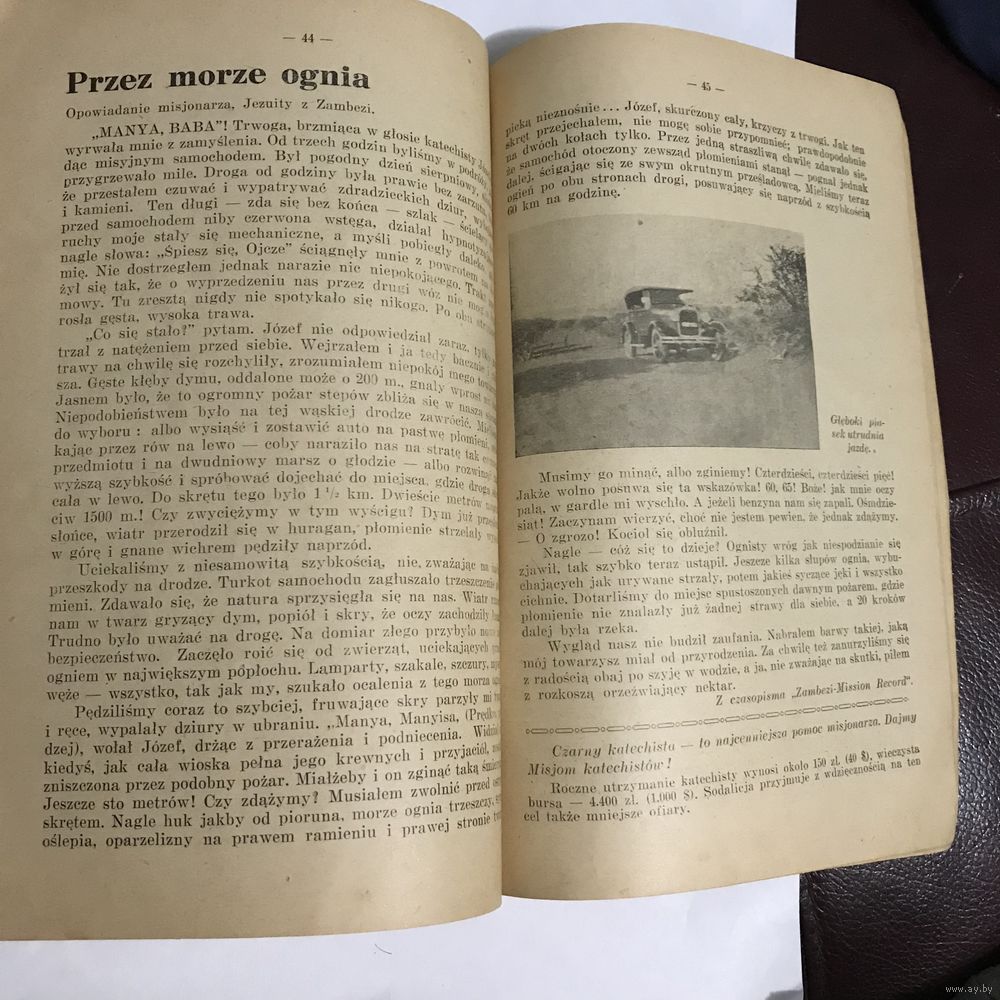 — 44 —
Przez morze ognia
Opowiadanie misjonarza, Jezuity z Zambezi.
„MANYA, BABA"! Trwoga, brzmiąca w głosie katechisty
wyrwała mnie z zamyślenia. Od trzech godzin byliśmy w podróży
dąc misyjnym samochodem. Był pogodny dzień sierpniowy,
przygrzewało mile. Droga od godziny była prawie bez zarzutu
że przestałem czuwać i wypatrywać zdradzieckich dziur,
i kamieni. Ten długi — zda się bez końca — szlak —
przed samochodem niby czerwona wstęga, działał
ruchy moje stały się mechaniczne, a myśli pobiegły daleko
nagle słowa: „Śpiesz się, Ojcze" ściągnęły mnie z powrotem
mię. Nie dostrzegłem jednak narazie nic niepokojącego.
żył się tak, że o wyprzedzeniu nas przez drugi wóz nie
mowy. Tu zresztą nigdy nie spotykało się nikogo. Po
rosła gęsta, wysoka trawa.
„Co się stało?" pytam. Józef nie odpowiedział zaraz,
trzał z natężeniem przed siebie. Wejrzałem i ja tedy bacznie
trawy na chwilę się rozchyliły, zrozumiałem niepokój mego
sza. Gęste kłęby dymu, oddalone może o 200 m., gnały wprost
Jasnem było, że to ogromny pożar stepów zbliża się w naszą
Niepodobieństwem było na tej wąskiej drodze zawrócić.
do wyboru : albo wysiąść i zostawić auto na pastwę płomieni,
kając przez rów na lewo — coby naraziło nas na stratę tak
przedmiotu i na dwudniowy marsz o głodzie — albo
wyższą szybkość i spróbować dojechać do miejsca, gdzie droga
cała w lewo. Do skrętu tego było 1½ km. Dwieście metrów
ciw 1500 m.! Czy zwyciężymy w tym wyścigu? Dym już
słońce, wiatr przerodził się w huragan, płomienie strzelały
w górę i gnane wichrem pędziły naprzód.
Uciekaliśmy z niesamowitą szybkością, nie zważając na
przeszkody na drodze. Turkot samochodu zagłuszało trzeszczenie
mieni. Zdawało się, że natura sprzysięgła się na nas. Wiatr
nam w twarz gryzący dym, popiół i skry, że oczy zachodziły
Trudno było uważać na drogę. Na domiar złego przybyło
bezpieczeństwo. Zaczęło roić się od zwierząt, uciekających
ogniem w największym popłochu. Lamparty, szakale, szczury,
węże — wszystko, tak jak my, szukało ocalenia z tego morza
Pędziliśmy coraz to szybciej, fruwające skry parzyły mi
i ręce, wypalały dziury w ubraniu. „Manya, Manyisa,
dzej), wołał Józef, drżąc z przerażenia i podniecenia.
kiedyś, jak cała wioska pełna jego krewnych i przyjaciół,
zniszczona przez podobny pożar. Miałżeby i on zginąć taką
Jeszcze sto metrów! Czy zdążymy? Musiałem zwolnić przed
skrętem. Nagle huk jakby od pioruna, morze ognia trzeszczy,
oślepia, oparzelizny na prawem ramieniu i prawej stronie
— 45 —
pieką nieznośnie... Józef, skurczony cały, krzyczy z trwogi. Jak ten
skręt przejechałem, nie mogę sobie przypomnieć; prawdopodobnie
na dwóch kołach tylko. Przez jedną straszliwą chwilę zdawało się,
że samochód otoczony zewsząd płomieniami stanął — pognał jednak
dalej, ścigając się ze swym okrutnym prześladowcą. Mieliśmy teraz
ogień po obu stronach drogi, posuwający się naprzód z szybkością
60 km na godzinę.
Głęboki pia-
sek utrudnia
jazdę.
Musimy go minąć, albo zginiemy! Czterdzieści, czterdzieści pięć!
Jakże wolno posuwa się ta wskazówka! 60, 65! Boże! jak mnie oczy
palą, w gardle mi wyschło. A jeżeli benzyna nam się zapali. Ośmdzie-
siąt! Zaczynam wierzyć, choć nie jestem pewien, że jednak zdążymy.
— O zgrozo! Kocioł się obluźnił.
Nagle — cóż się to dzieje? Ognisty wróg jak niespodzianie się
zjawił, tak szybko teraz ustąpił. Jeszcze kilka słupów ognia, wybu-
chających jak urywane strzały, potem jakieś syczące jęki i wszystko
cichnie. Dotarliśmy do miejsc spustoszonych dawnym pożarem, gdzie
płomienie nie znalazły już żadnej strawy dla siebie, a 20 kroków
dalej była rzeka.
Wygląd nasz nie budził zaufania. Nabrałem barwy takiej, jaką
mój towarzysz miał od przyrodzenia. Za chwilę też zanurzyliśmy się
z radością obaj po szyję w wodzie, a ja, nie zważając na skutki, piłem
z rozkoszą orzeźwiający nektar.
Z czasopisma „Zambezi-Mission Record".
Czarny katechista — to najcenniejsza pomoc misjonarza. Dajmy
Misjom katechistów !
Roczne utrzymanie katechisty wynosi około 150 zł. (40 $), wieczysta
bursa — 4.400 zł. (1.000 $). Sodalicja przyjmuje z wdzięcznością na ten
cel także mniejsze ofiary.
www.ay.by